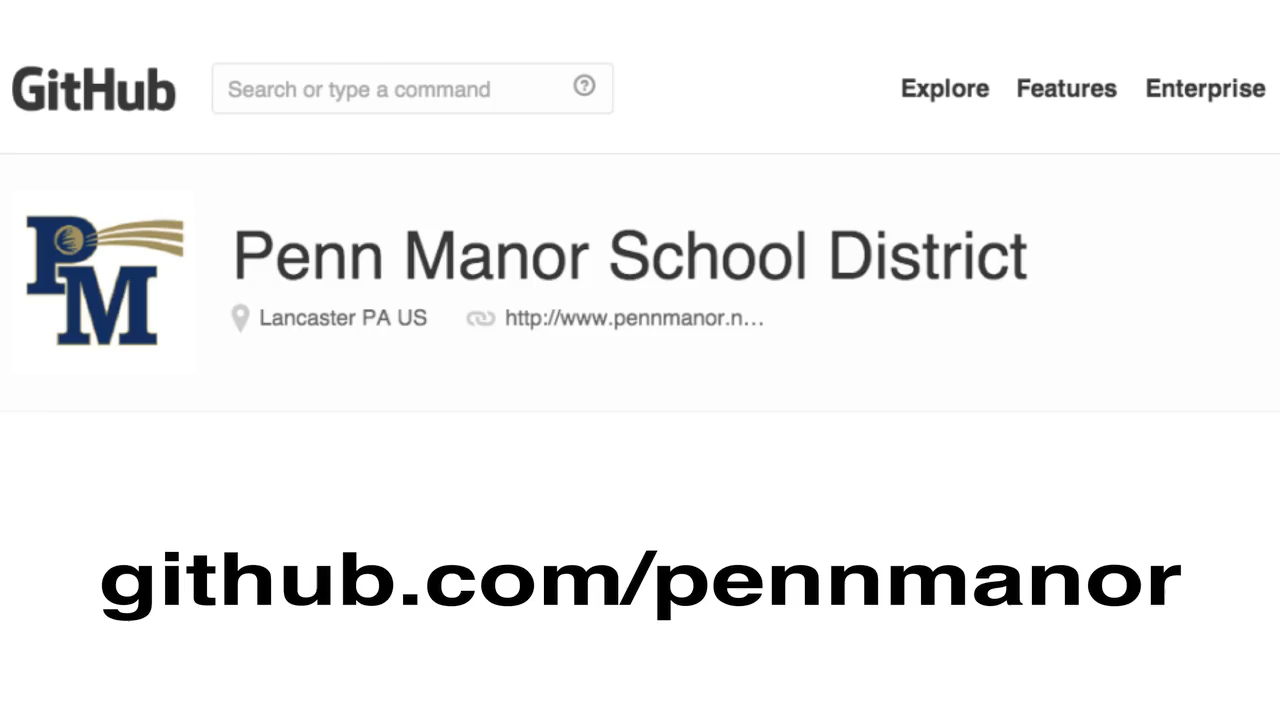 GitHub Search or type a command Explore Features Enterprise
PM
Penn Manor School District
Lancaster PA US http://www.pennmanor.n...
github.com/pennmanor